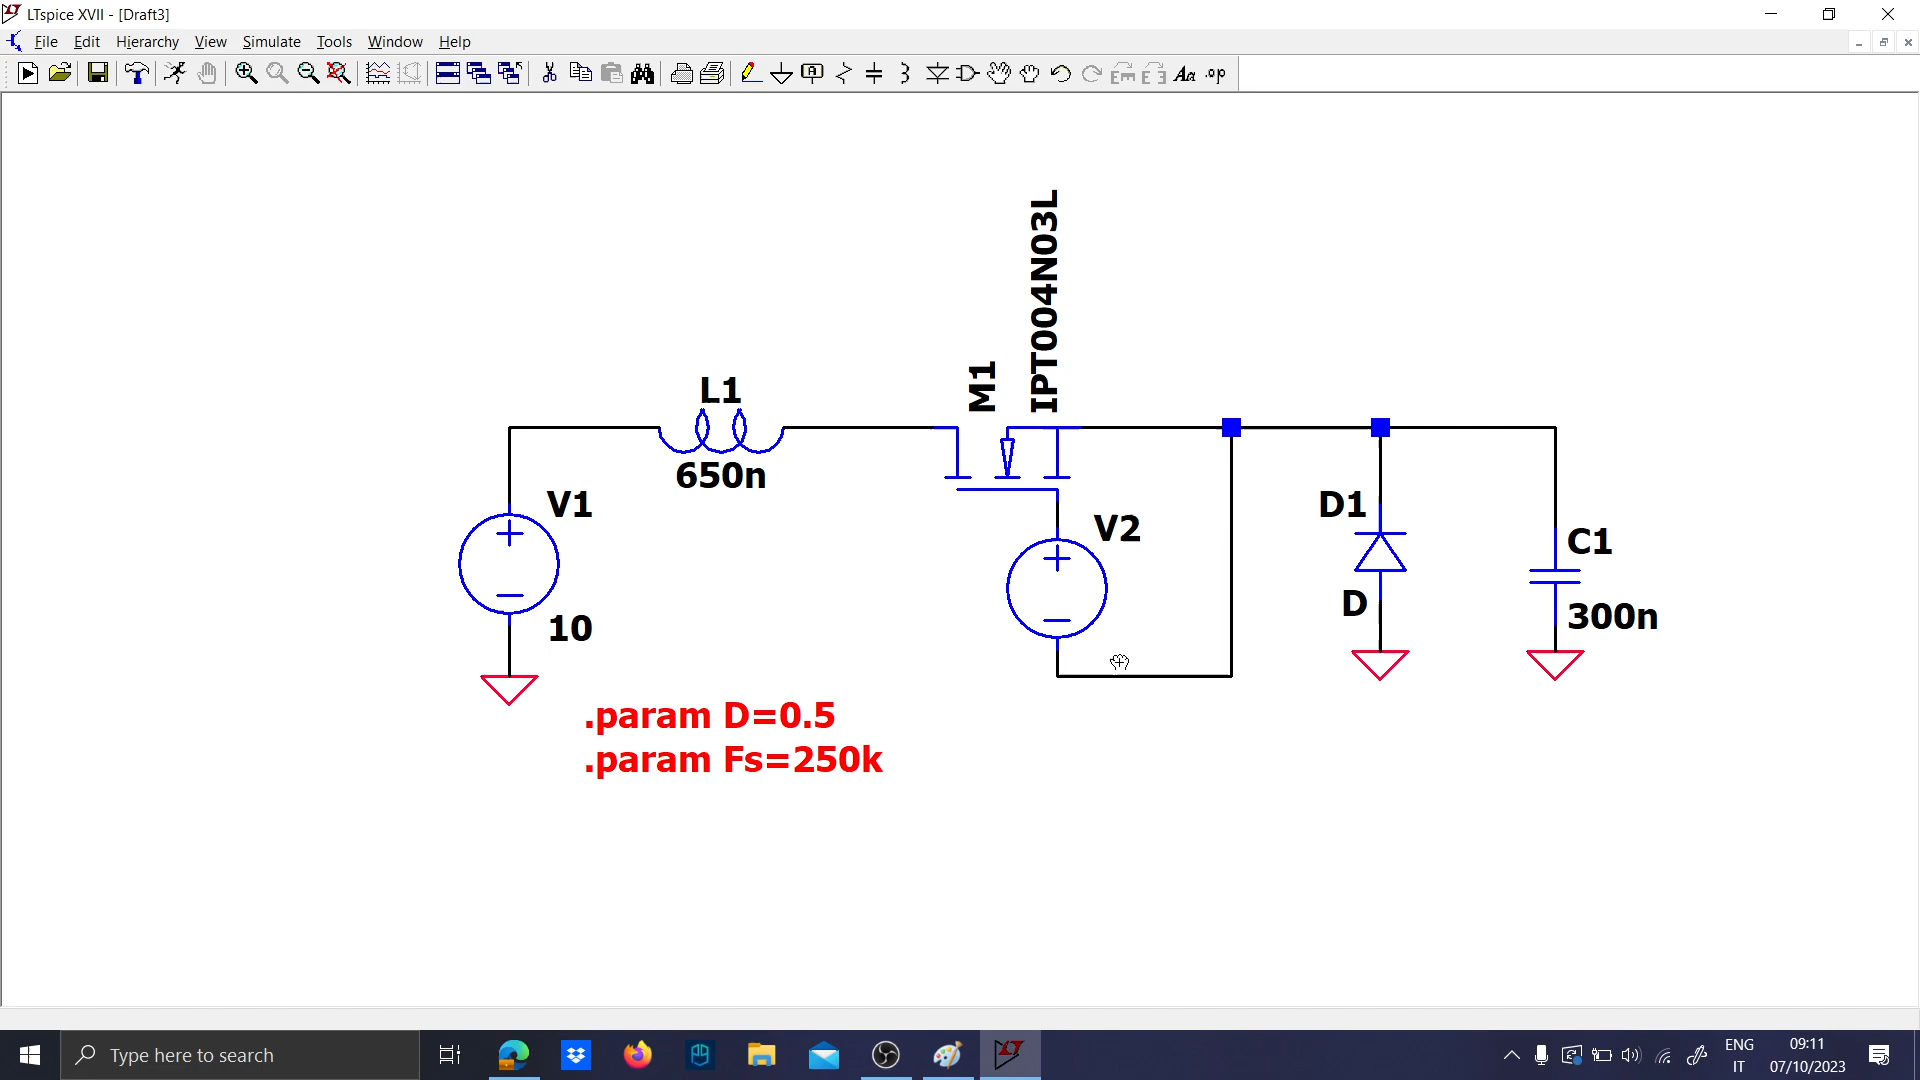 LTspice XVII - [Draft3]
File Edit Hierarchy View Simulate Tools Window Help
Aa .op
IPT004N03L
M1
L1
650n
V1
10
V2
D1
D
C1
300n
.param D=0.5
.param Fs=250k
Type here to search
ENG
IT
09:11
07/10/2023